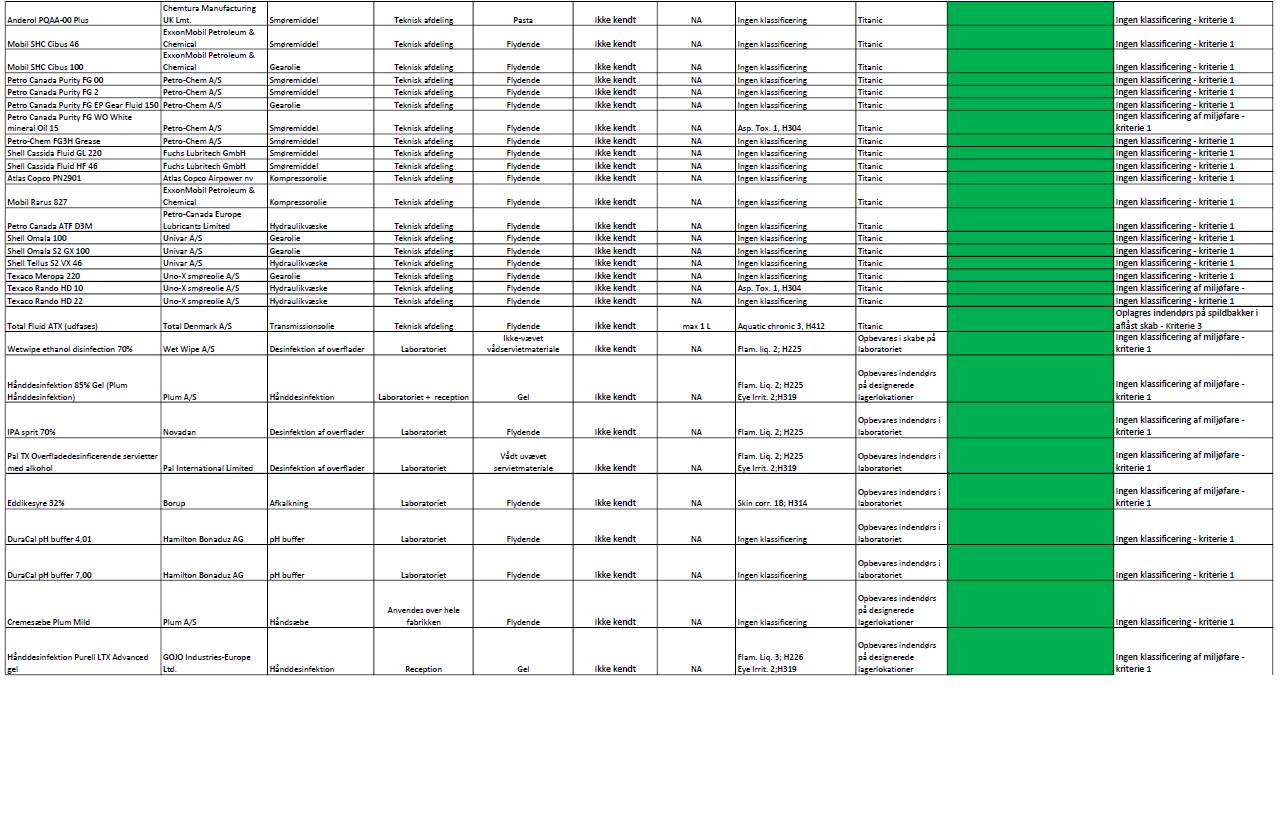 Anderol PQAA-00 Plus Chemtura Manufacturing UK Lmt. Smøremiddel Teknisk afdeling Pasta Ikke kendt NA Ingen klassificering Titanic Ingen klassificering - kriterie 1
Mobil SHC Cibus 46 ExxonMobil Petroleum & Chemical Smøremiddel Teknisk afdeling Flydende Ikke kendt NA Ingen klassificering Titanic Ingen klassificering - kriterie 1
Mobil SHC Cibus 100 ExxonMobil Petroleum & Chemical Gearolie Teknisk afdeling Flydende Ikke kendt NA Ingen klassificering Titanic Ingen klassificering - kriterie 1
Petro Canada Purity FG 00 Petro-Chem A/S Smøremiddel Teknisk afdeling Flydende Ikke kendt NA Ingen klassificering Titanic Ingen klassificering - kriterie 1
Petro Canada Purity FG 2 Petro-Chem A/S Smøremiddel Teknisk afdeling Flydende Ikke kendt NA Ingen klassificering Titanic Ingen klassificering - kriterie 1
Petro Canada Purity FG EP Gear Fluid 150 Petro-Chem A/S Gearolie Teknisk afdeling Flydende Ikke kendt NA Ingen klassificering Titanic Ingen klassificering - kriterie 1
Petro Canada Purity FG WO White mineral Oil 15 Petro-Chem A/S Smøremiddel Teknisk afdeling Flydende Ikke kendt NA Asp. Tox. 1, H304 Titanic Ingen klassificering af miljøfare - kriterie 1
Petro-Chem FG3H Grease Petro-Chem A/S Smøremiddel Teknisk afdeling Flydende Ikke kendt NA Ingen klassificering Titanic Ingen klassificering - kriterie 1
Shell Cassida Fluid GL 220 Fuchs Lubritech GmbH Smøremiddel Teknisk afdeling Flydende Ikke kendt NA Ingen klassificering Titanic Ingen klassificering - kriterie 1
Shell Cassida Fluid HF 46 Fuchs Lubritech GmbH Smøremiddel Teknisk afdeling Flydende Ikke kendt NA Ingen klassificering Titanic Ingen klassificering - kriterie 1
Atlas Copco PN2901 Atlas Copco Airpower nv Kompressorolie Teknisk afdeling Flydende Ikke kendt NA Ingen klassificering Titanic Ingen klassificering - kriterie 1
Mobil Rarus 827 ExxonMobil Petroleum & Chemical Kompressorolie Teknisk afdeling Flydende Ikke kendt NA Ingen klassificering Titanic Ingen klassificering - kriterie 1
Petro Canada ATF D3M Petro-Canada Europe Lubricants Limited Hydraulikvæske Teknisk afdeling Flydende Ikke kendt NA Ingen klassificering Titanic Ingen klassificering - kriterie 1
Shell Omala 100 Univar A/S Gearolie Teknisk afdeling Flydende Ikke kendt NA Ingen klassificering Titanic Ingen klassificering - kriterie 1
Shell Omala S2 GX 100 Univar A/S Gearolie Teknisk afdeling Flydende Ikke kendt NA Ingen klassificering Titanic Ingen klassificering - kriterie 1
Shell Tellus S2 VX 46 Univar A/S Hydraulikvæske Teknisk afdeling Flydende Ikke kendt NA Ingen klassificering Titanic Ingen klassificering - kriterie 1
Texaco Meropa 220 Uno-X smøreolie A/S Gearolie Teknisk afdeling Flydende Ikke kendt NA Ingen klassificering Titanic Ingen klassificering - kriterie 1
Texaco Rando HD 10 Uno-X smøreolie A/S Hydraulikvæske Teknisk afdeling Flydende Ikke kendt NA Asp. Tox. 1, H304 Titanic Ingen klassificering af miljøfare -
Texaco Rando HD 22 Uno-X smøreolie A/S Hydraulikvæske Teknisk afdeling Flydende Ikke kendt NA Ingen klassificering Titanic Ingen klassificering - kriterie 1
Total Fluid ATX (udfases) Total Denmark A/S Transmissionsolie Teknisk afdeling Flydende Ikke kendt max 1 L Aquatic chronic 3, H412 Titanic Oplagres indendørs på spildbakker i aflåst skab - Kriterie 3
Wetwipe ethanol disinfection 70% Wet Wipe A/S Desinfektion af overflader Laboratoriet Ikke-vævet vådservietmateriale Ikke kendt NA Flam. liq. 2; H225 Opbevares i skabe på laboratoriet Ingen klassificering af miljøfare - kriterie 1
Hånddesinfektion 85% Gel (Plum Hånddesinfektion) Plum A/S Hånddesinfektion Laboratoriet + reception Gel Ikke kendt NA Flam. Liq. 2; H225 Eye Irrit. 2;H319 Opbevares indendørs på designerede lagerlokationer Ingen klassificering af miljøfare - kriterie 1
IPA sprit 70% Novadan Desinfektion af overflader Laboratoriet Flydende Ikke kendt NA Flam. Liq. 2; H225 Opbevares indendørs i laboratoriet Ingen klassificering af miljøfare - kriterie 1
Pal TX Overfladedesinficerende servietter med alkohol Pal International Limited Desinfektion af overflader Laboratoriet Vådt uvævet servietmateriale Ikke kendt NA Flam. Liq. 2; H225 Eye Irrit. 2;H319 Opbevares indendørs i laboratoriet Ingen klassificering af miljøfare - kriterie 1
Eddikesyre 32% Borup Afkalkning Laboratoriet Flydende Ikke kendt NA Skin corr. 1B; H314 Opbevares indendørs i laboratoriet Ingen klassificering af miljøfare - kriterie 1
DuraCal pH buffer 4,01 Hamilton Bonaduz AG pH buffer Laboratoriet Flydende Ikke kendt NA Ingen klassificering Opbevares indendørs i laboratoriet Ingen klassificering - kriterie 1
DuraCal pH buffer 7,00 Hamilton Bonaduz AG pH buffer Laboratoriet Flydende Ikke kendt NA Ingen klassificering Opbevares indendørs i laboratoriet Ingen klassificering - kriterie 1
Cremesæbe Plum Mild Plum A/S Håndsæbe Anvendes over hele fabrikken Flydende Ikke kendt NA Ingen klassificering Opbevares indendørs på designerede lagerlokationer Ingen klassificering - kriterie 1
Hånddesinfektion Purell LTX Advanced gel GOJO Industries-Europe Ltd. Hånddesinfektion Reception Gel Ikke kendt NA Flam. Liq. 3; H226 Eye Irrit. 2;H319 Opbevares indendørs på designerede lagerlokationer Ingen klassificering af miljøfare - kriterie 1